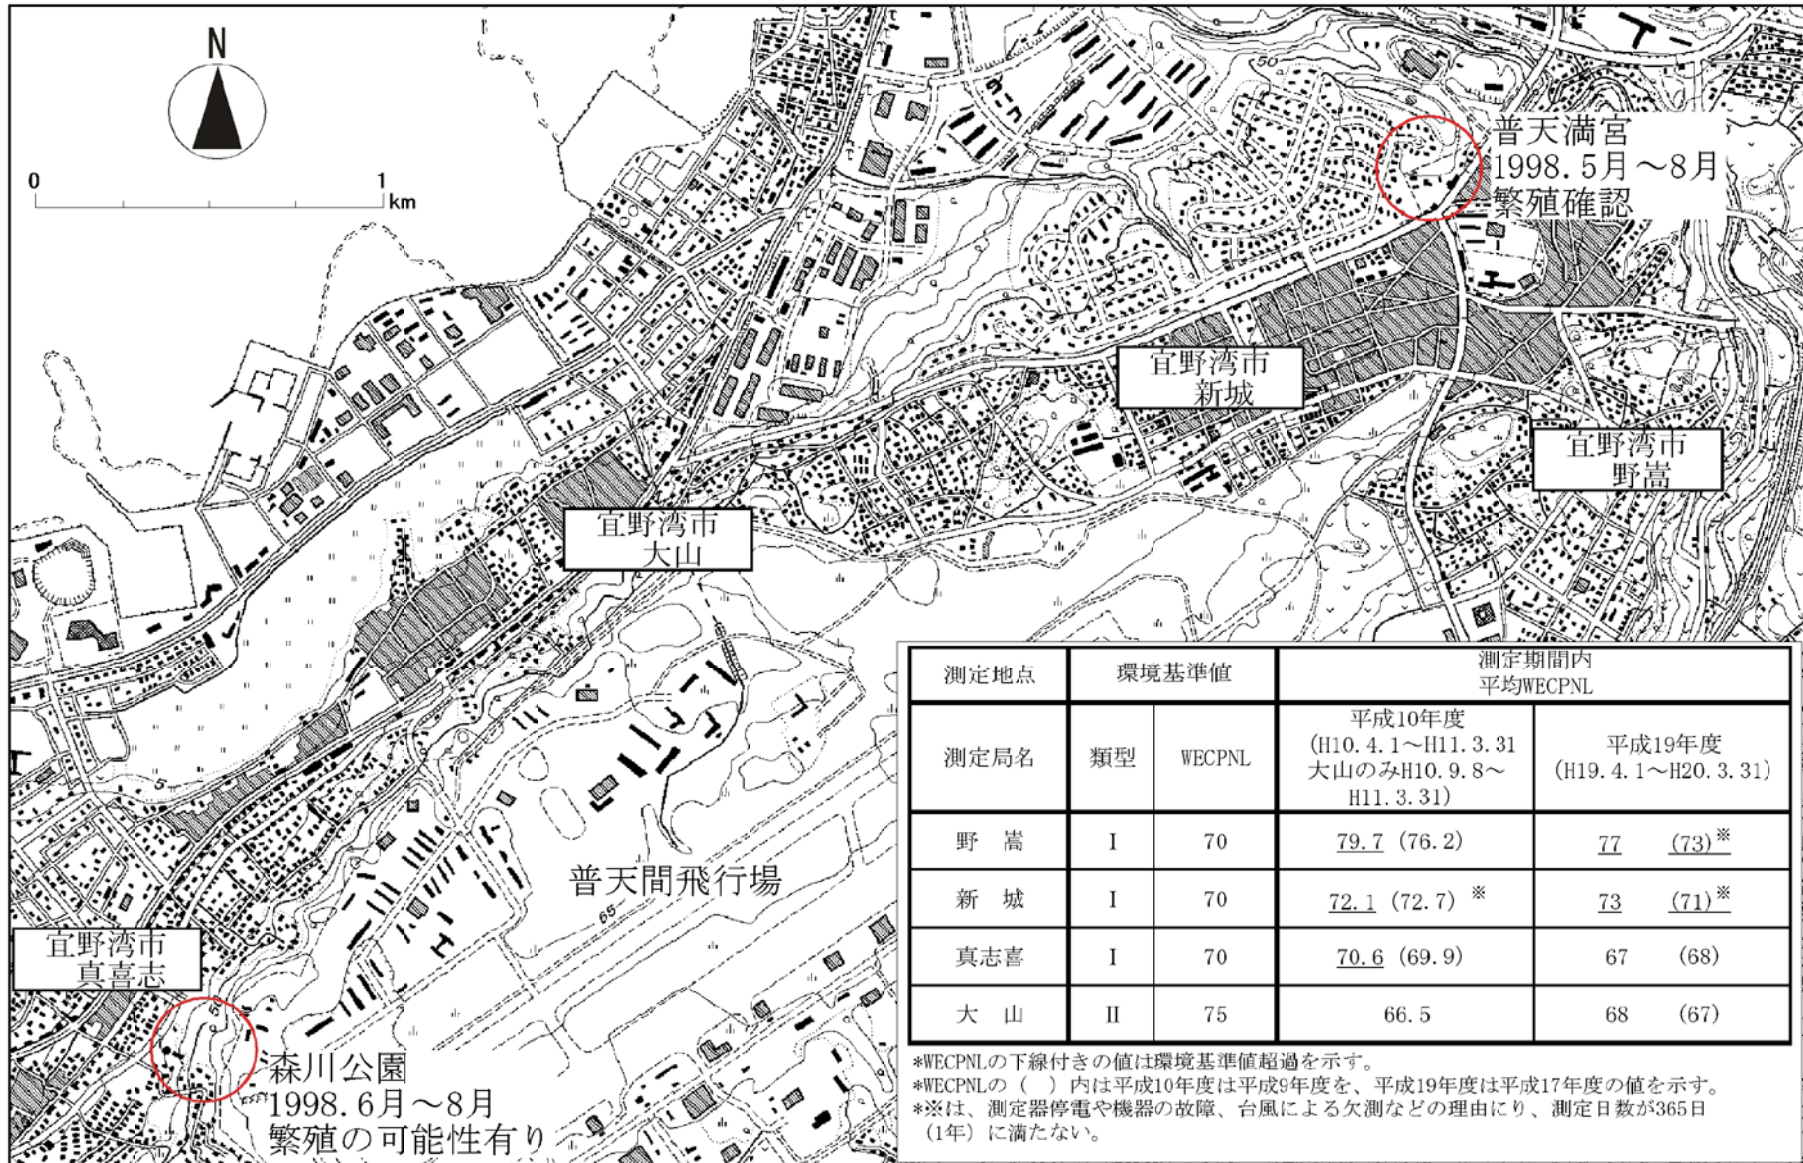 N
0
1
km
50
普天満宮
1998.5月～8月
繁殖確認
宜野湾市
新城
宜野湾市
野嵩
宜野湾市
大山
5
普天間飛行場
65
宜野湾市
真喜志
50
森川公園
1998.6月～8月
繁殖の可能性有り
測定地点 環境基準値 測定期間内
平均WECPNL
測定局名 類型 WECPNL 平成10年度
(H10.4.1～H11.3.31
大山のみH10.9.8～
H11.3.31) 平成19年度
(H19.4.1～H20.3.31)
野 嵩 I 70 79.7 (76.2) 77 (73)※
新 城 I 70 72.1 (72.7) ※ 73 (71)※
真志喜 I 70 70.6 (69.9) 67 (68)
大 山 II 75 66.5 68 (67)
*WECPNLの下線付きの値は環境基準値超過を示す。
*WECPNLの（ ）内は平成10年度は平成9年度を、平成19年度は平成17年度の値を示す。
*※は、測定器停電や機器の故障、台風による欠測などの理由にり、測定日数が365日
（1年）に満たない。